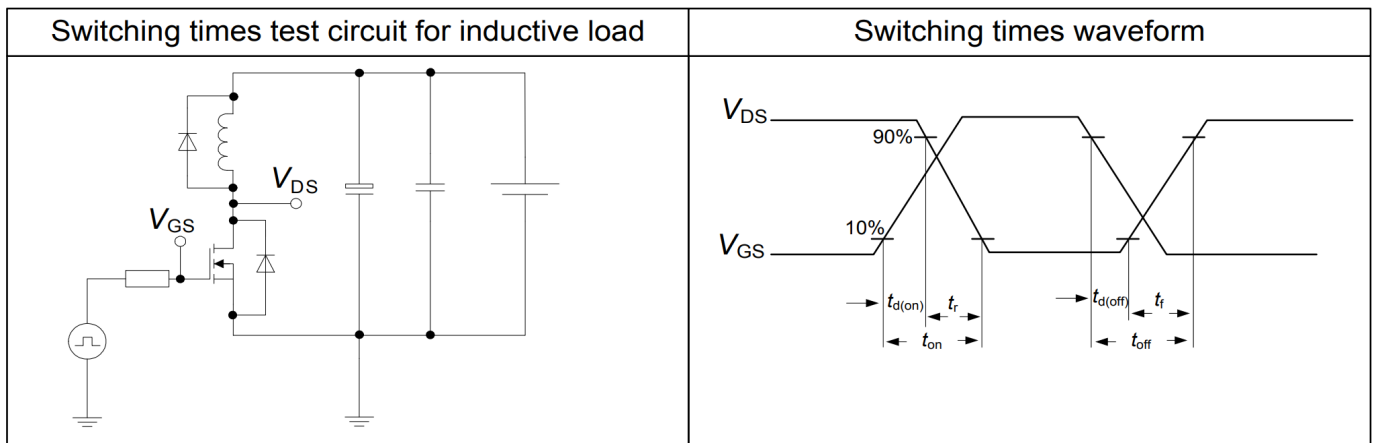 Switching times test circuit for inductive load
Switching times waveform
VDS
VGS
VDS
90%
10%
VGS
td(on)
tr
td(off)
tf
ton
toff